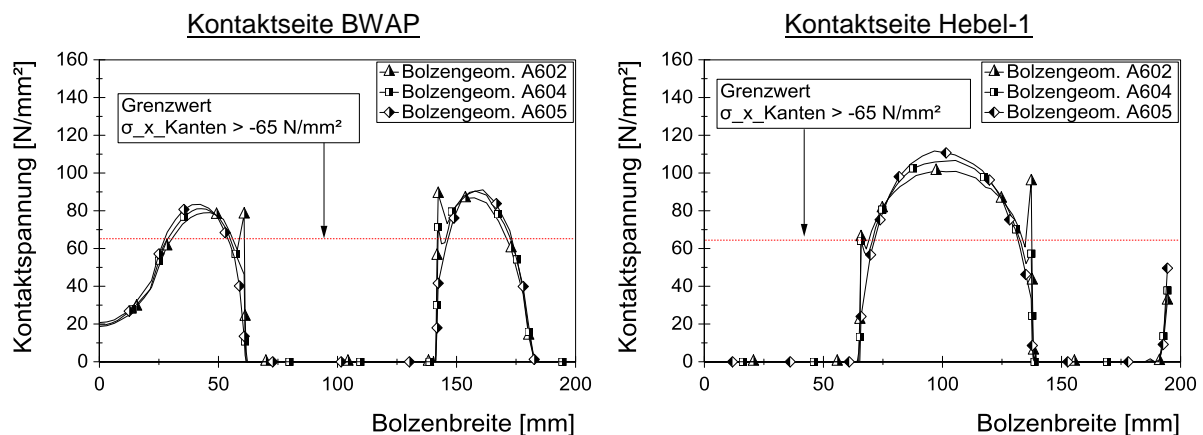 Kontaktseite BWAP
Kontaktspannung [N/mm²]
160
140
120
100
80
60
40
20
0
Bolzengeom. A602
Bolzengeom. A604
Bolzengeom. A605
Grenzwert
σ_x_Kanten > -65 N/mm²
0 50 100 150 200
Bolzenbreite [mm]
Kontaktseite Hebel-1
Kontaktspannung [N/mm²]
160
140
120
100
80
60
40
20
0
Bolzengeom. A602
Bolzengeom. A604
Bolzengeom. A605
Grenzwert
σ_x_Kanten > -65 N/mm²
0 50 100 150 200
Bolzenbreite [mm]